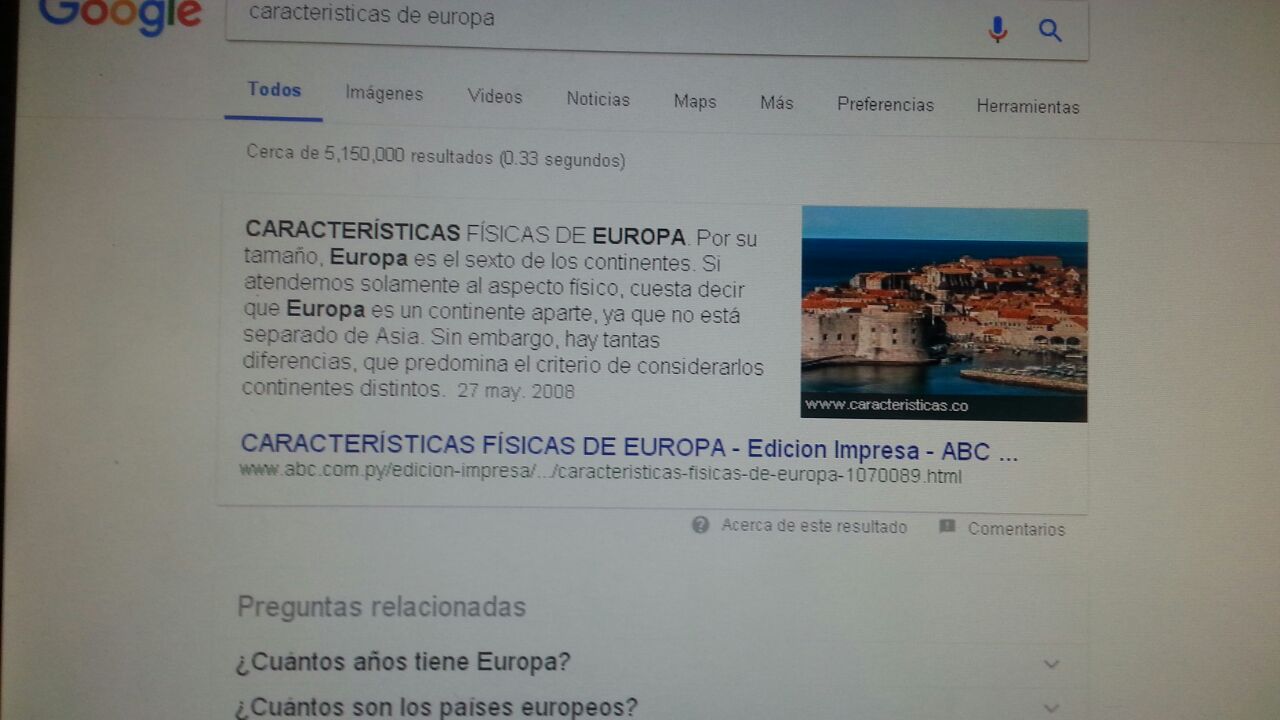 Google
caracteristicas de europa
Todos Imágenes Videos Noticias Maps Más Preferencias Herramientas
Cerca de 5,150,000 resultados (0.33 segundos)
CARACTERÍSTICAS FÍSICAS DE EUROPA. Por su
tamaño, Europa es el sexto de los continentes. Si
atendemos solamente al aspecto físico, cuesta decir
que Europa es un continente aparte, ya que no está
separado de Asia. Sin embargo, hay tantas
diferencias, que predomina el criterio de considerarlos
continentes distintos. 27 may. 2008
www.caracteristicas.co
CARACTERÍSTICAS FÍSICAS DE EUROPA - Edicion Impresa - ABC ...
www.abc.com.py/edicion-impresa/.../caracteristicas-fisicas-de-europa-1070089.html
Acerca de este resultado Comentarios
Preguntas relacionadas
¿Cuántos años tiene Europa?
¿Cuántos son los países europeos?